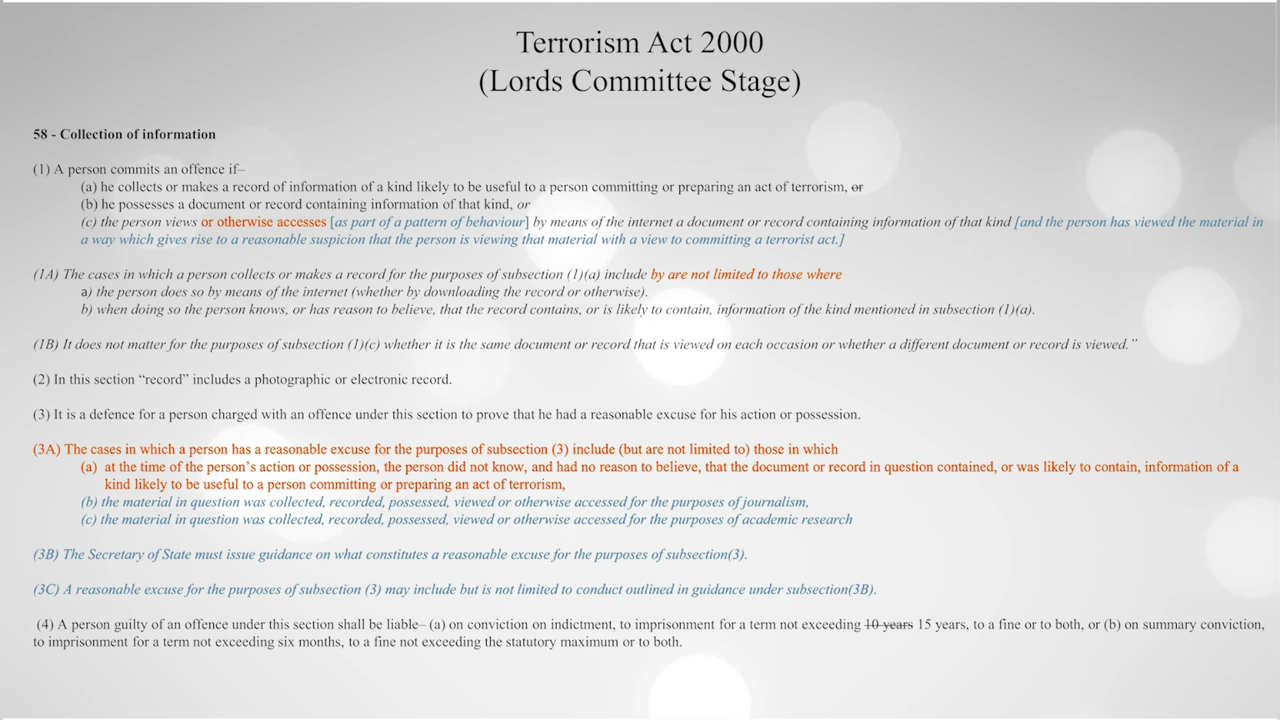 Terrorism Act 2000
(Lords Committee Stage)
58 - Collection of information
(1) A person commits an offence if–
(a) he collects or makes a record of information of a kind likely to be useful to a person committing or preparing an act of terrorism, or
(b) he possesses a document or record containing information of that kind, or
(c) the person views or otherwise accesses [as part of a pattern of behaviour] by means of the internet a document or record containing information of that kind [and the person has viewed the material in
a way which gives rise to a reasonable suspicion that the person is viewing that material with a view to committing a terrorist act.]
(1A) The cases in which a person collects or makes a record for the purposes of subsection (1)(a) include by are not limited to those where
a) the person does so by means of the internet (whether by downloading the record or otherwise).
b) when doing so the person knows, or has reason to believe, that the record contains, or is likely to contain, information of the kind mentioned in subsection (1)(a).
(1B) It does not matter for the purposes of subsection (1)(c) whether it is the same document or record that is viewed on each occasion or whether a different document or record is viewed.”
(2) In this section “record” includes a photographic or electronic record.
(3) It is a defence for a person charged with an offence under this section to prove that he had a reasonable excuse for his action or possession.
(3A) The cases in which a person has a reasonable excuse for the purposes of subsection (3) include (but are not limited to) those in which
(a) at the time of the person’s action or possession, the person did not know, and had no reason to believe, that the document or record in question contained, or was likely to contain, information of a
kind likely to be useful to a person committing or preparing an act of terrorism,
(b) the material in question was collected, recorded, possessed, viewed or otherwise accessed for the purposes of journalism,
(c) the material in question was collected, recorded, possessed, viewed or otherwise accessed for the purposes of academic research
(3B) The Secretary of State must issue guidance on what constitutes a reasonable excuse for the purposes of subsection(3).
(3C) A reasonable excuse for the purposes of subsection (3) may include but is not limited to conduct outlined in guidance under subsection(3B).
(4) A person guilty of an offence under this section shall be liable– (a) on conviction on indictment, to imprisonment for a term not exceeding 10 years 15 years, to a fine or to both, or (b) on summary conviction,
to imprisonment for a term not exceeding six months, to a fine not exceeding the statutory maximum or to both.